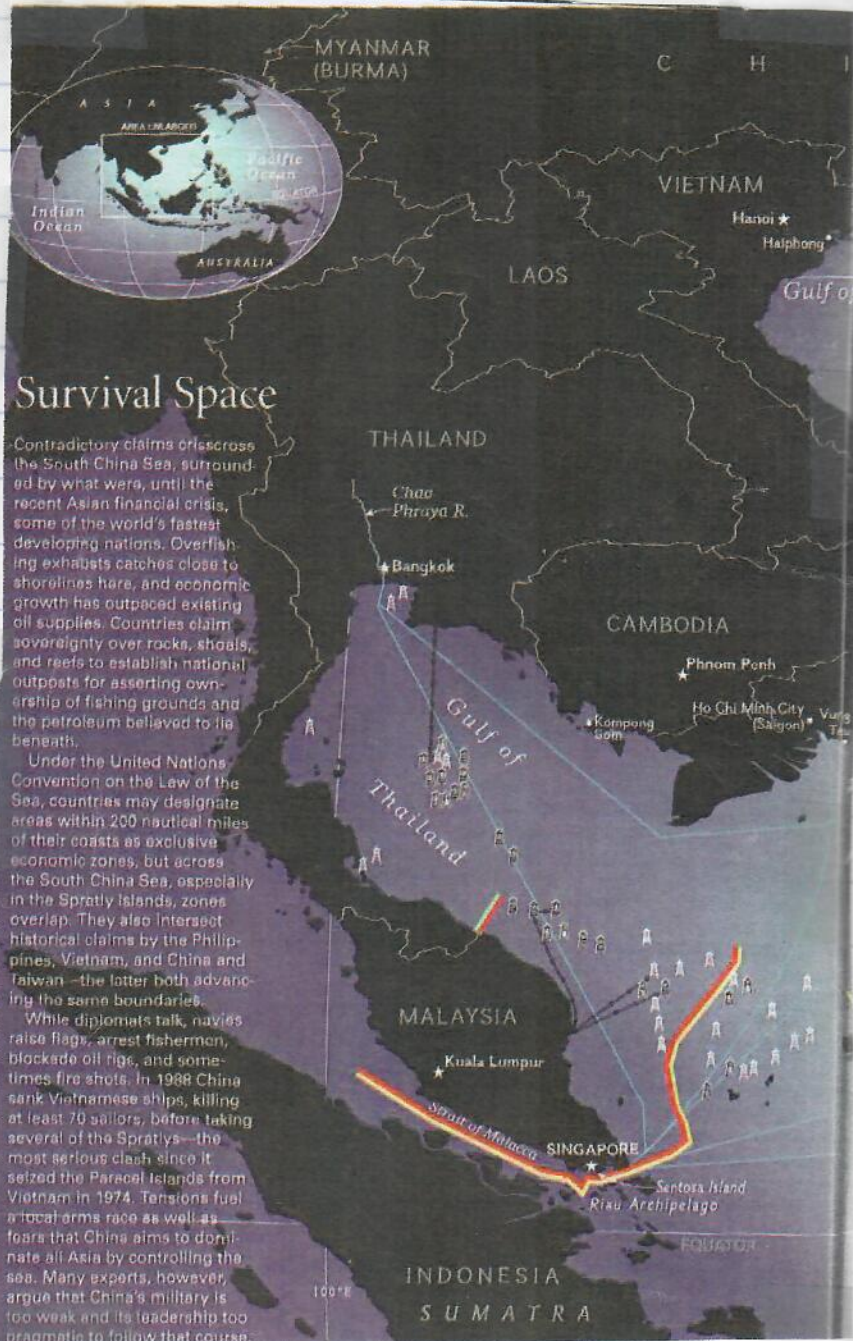 MYANMAR
(BURMA)
C H I
ASIA
AREA ENLARGED
Pacific
Ocean
EQUATOR
Indian
Ocean
AUSTRALIA
VIETNAM
Hanoi
Haiphong
Gulf of
LAOS
Survival Space
Contradictory claims crisscross
the South China Sea, surround-
ed by what were, until the
recent Asian financial crisis,
some of the world's fastest
developing nations. Overfish-
ing exhausts catches close to
shorelines here, and economic
growth has outpaced existing
oil supplies. Countries claim
sovereignty over rocks, shoals,
and reefs to establish national
outposts for asserting own-
ership of fishing grounds and
the petroleum believed to lie
beneath.
Under the United Nations
Convention on the Law of the
Sea, countries may designate
areas within 200 nautical miles
of their coasts as exclusive
economic zones, but across
the South China Sea, especially
in the Spratly Islands, zones
overlap. They also intersect
historical claims by the Philip-
pines, Vietnam, and China and
Taiwan—the latter both advanc-
ing the same boundaries.
While diplomats talk, navies
raise flags, arrest fishermen,
blockade oil rigs, and some-
times fire shots. In 1988 China
sank Vietnamese ships, killing
at least 70 sailors, before taking
several of the Spratlys—the
most serious clash since it
seized the Paracel Islands from
Vietnam in 1974. Tensions fuel
a local arms race as well as
fears that China aims to domi-
nate all Asia by controlling the
sea. Many experts, however,
argue that China's military is
too weak and its leadership too
pragmatic to follow that course.
THAILAND
Chao
Phraya R.
Bangkok
CAMBODIA
Phnom Penh
Ho Chi Minh City
(Saigon)
Vung
Ta
Kompong
Som
Gulf of
Thailand
MALAYSIA
Kuala Lumpur
Strait of Malacca
SINGAPORE
Sentosa Island
Riau Archipelago
EQUATOR
100°E
INDONESIA
SUMATRA